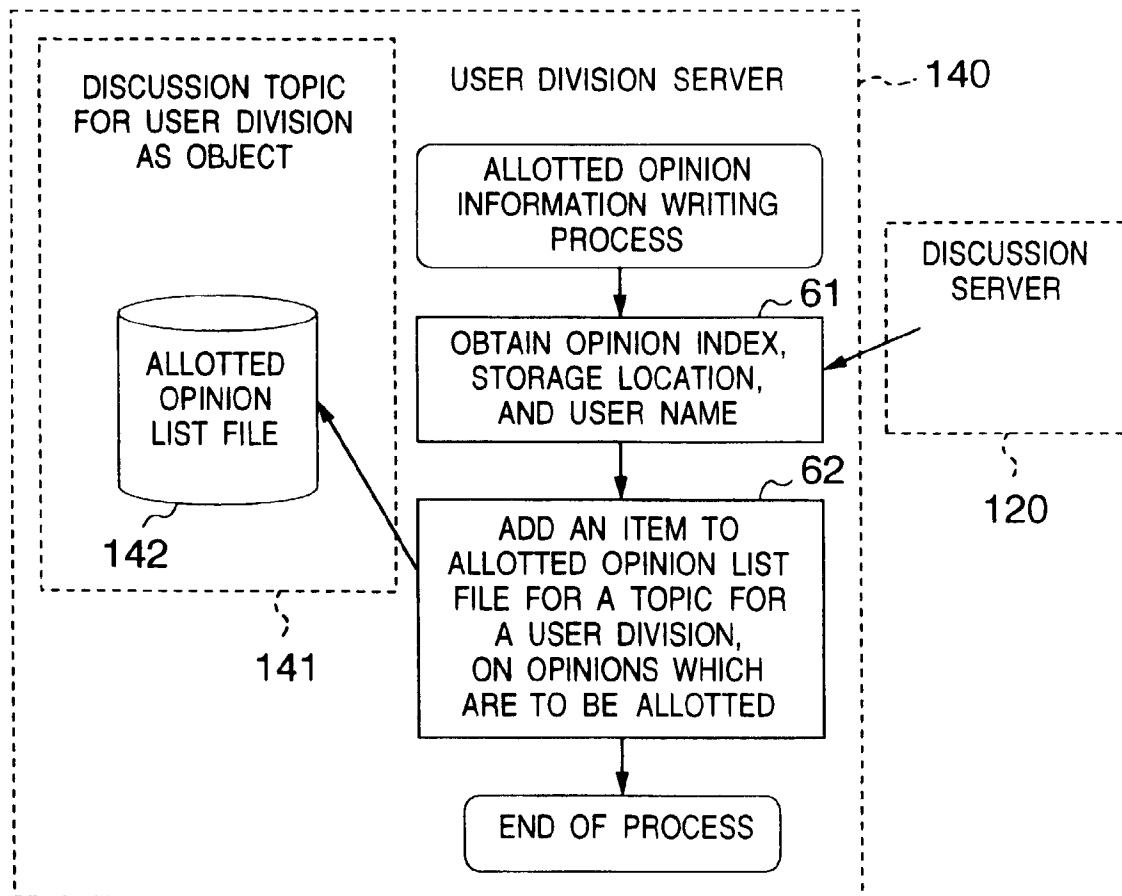 DISCUSSION TOPIC
FOR USER DIVISION
AS OBJECT
USER DIVISION SERVER
140
ALLOTTED OPINION
INFORMATION WRITING
PROCESS
DISCUSSION
SERVER
61
OBTAIN OPINION INDEX,
STORAGE LOCATION,
AND USER NAME
ALLOTTED
OPINION
LIST FILE
142
141
62
ADD AN ITEM TO
ALLOTTED OPINION LIST
FILE FOR A TOPIC FOR
A USER DIVISION,
ON OPINIONS WHICH
ARE TO BE ALLOTTED
120
END OF PROCESS